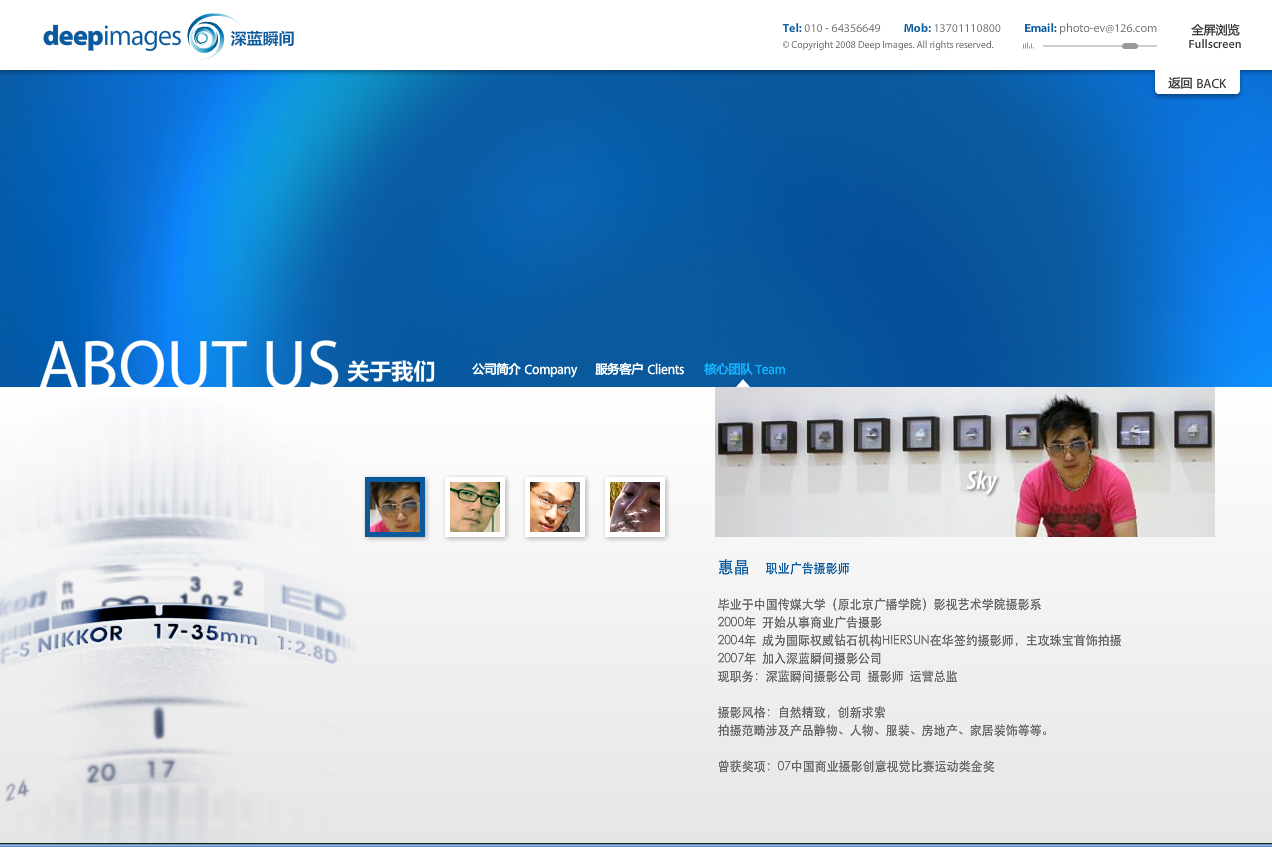 deepimages 深蓝瞬间
Tel: 010 - 64356649 Mob: 13701110800 Email: photo-ev@126.com
© Copyright 2008 Deep Images. All rights reserved.
全屏浏览
Fullscreen
返回 BACK
ABOUT US 关于我们
公司简介 Company 服务客户 Clients 核心团队 Team
Sky
惠晶 职业广告摄影师
毕业于中国传媒大学（原北京广播学院）影视艺术学院摄影系
2000年 开始从事商业广告摄影
2004年 成为国际权威钻石机构HIERSUN在华签约摄影师，主攻珠宝首饰拍摄
2007年 加入深蓝瞬间摄影公司
现职务：深蓝瞬间摄影公司 摄影师 运营总监
摄影风格：自然精致，创新求索
拍摄范畴涉及产品静物、人物、服装、房地产、家居装饰等等。
曾获奖项：07中国商业摄影创意视觉比赛运动类金奖
ft
m
3
2
1.07
ED
F-S NIKKOR 17-35mm 1:2.8D
24
20 17